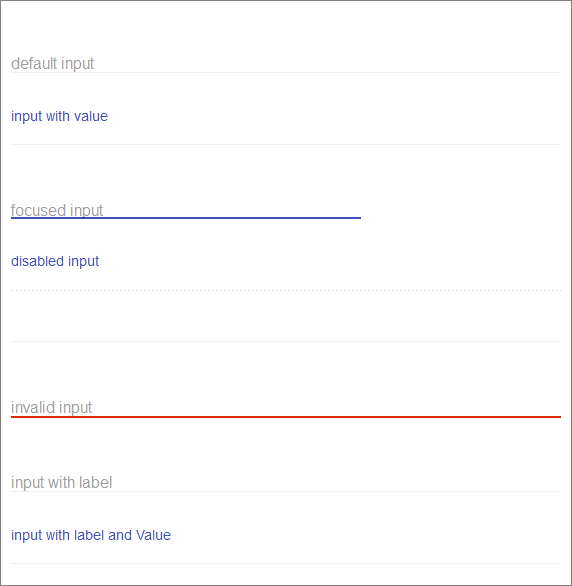 default input
input with value
focused input
disabled input
invalid input
input with label
input with label and Value